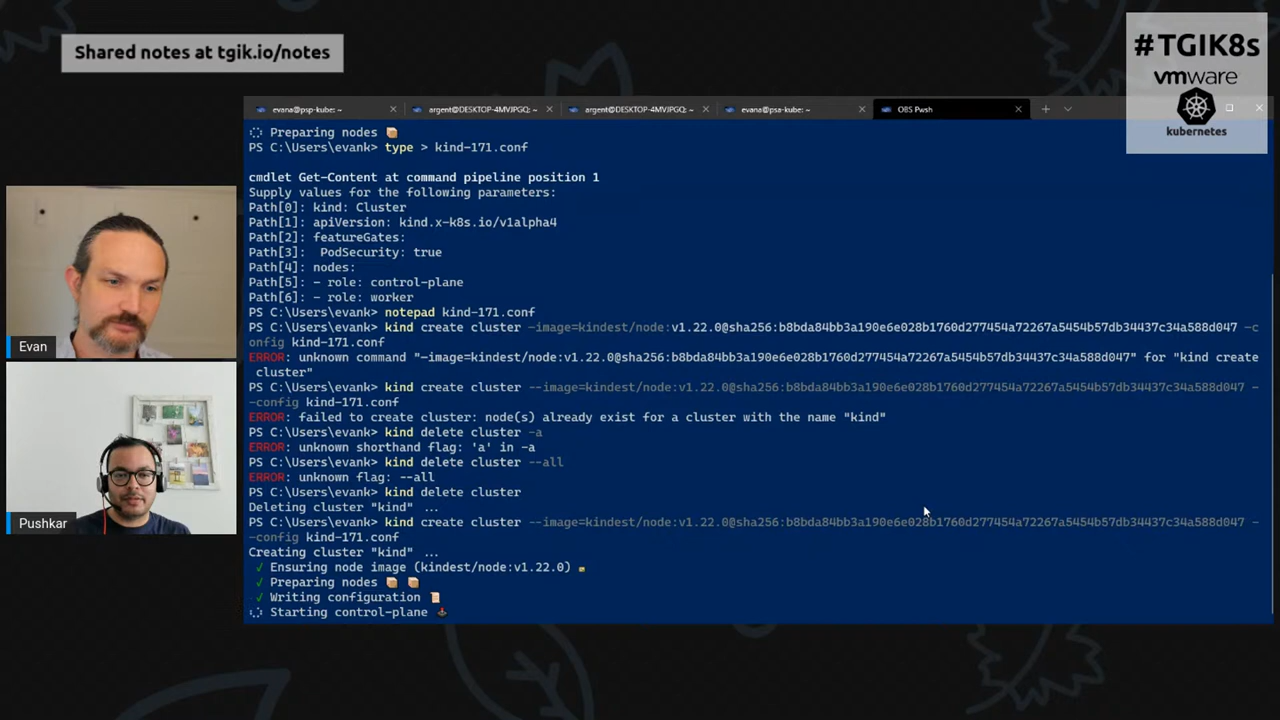 Shared notes at tgik.io/notes
#TGIK8s
vmware
kubernetes
evana@psp-kube: ~
argent@DESKTOP-4MVJPGQ: ~
argent@DESKTOP-4MVJPGQ: ~
evana@psa-kube: ~
OBS Pwsh
Preparing nodes
PS C:\Users\evank> type > kind-171.conf
cmdlet Get-Content at command pipeline position 1
Supply values for the following parameters:
Path[0]: kind: Cluster
Path[1]: apiVersion: kind.x-k8s.io/v1alpha4
Path[2]: featureGates:
Path[3]:  PodSecurity: true
Path[4]: nodes:
Path[5]: - role: control-plane
Path[6]: - role: worker
PS C:\Users\evank> notepad kind-171.conf
PS C:\Users\evank> kind create cluster -image=kindest/node:v1.22.0@sha256:b8bda84bb3a190e6e028b1760d277454a72267a5454b57db34437c34a588d047 -c
onfig kind-171.conf
ERROR: unknown command "-image=kindest/node:v1.22.0@sha256:b8bda84bb3a190e6e028b1760d277454a72267a5454b57db34437c34a588d047" for "kind create
cluster"
PS C:\Users\evank> kind create cluster --image=kindest/node:v1.22.0@sha256:b8bda84bb3a190e6e028b1760d277454a72267a5454b57db34437c34a588d047 -
-config kind-171.conf
ERROR: failed to create cluster: node(s) already exist for a cluster with the name "kind"
PS C:\Users\evank> kind delete cluster -a
ERROR: unknown shorthand flag: 'a' in -a
PS C:\Users\evank> kind delete cluster --all
ERROR: unknown flag: --all
PS C:\Users\evank> kind delete cluster
Deleting cluster "kind" ...
PS C:\Users\evank> kind create cluster --image=kindest/node:v1.22.0@sha256:b8bda84bb3a190e6e028b1760d277454a72267a5454b57db34437c34a588d047 -
-config kind-171.conf
Creating cluster "kind" ...
✓ Ensuring node image (kindest/node:v1.22.0)
✓ Preparing nodes
✓ Writing configuration
Starting control-plane
Evan
Pushkar